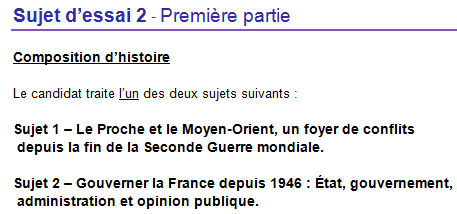 Sujet d’essai 2 - Première partie
Composition d’histoire
Le candidat traite l’un des deux sujets suivants :
Sujet 1 – Le Proche et le Moyen-Orient, un foyer de conflits
depuis la fin de la Seconde Guerre mondiale.
Sujet 2 – Gouverner la France depuis 1946 : État, gouvernement,
administration et opinion publique.